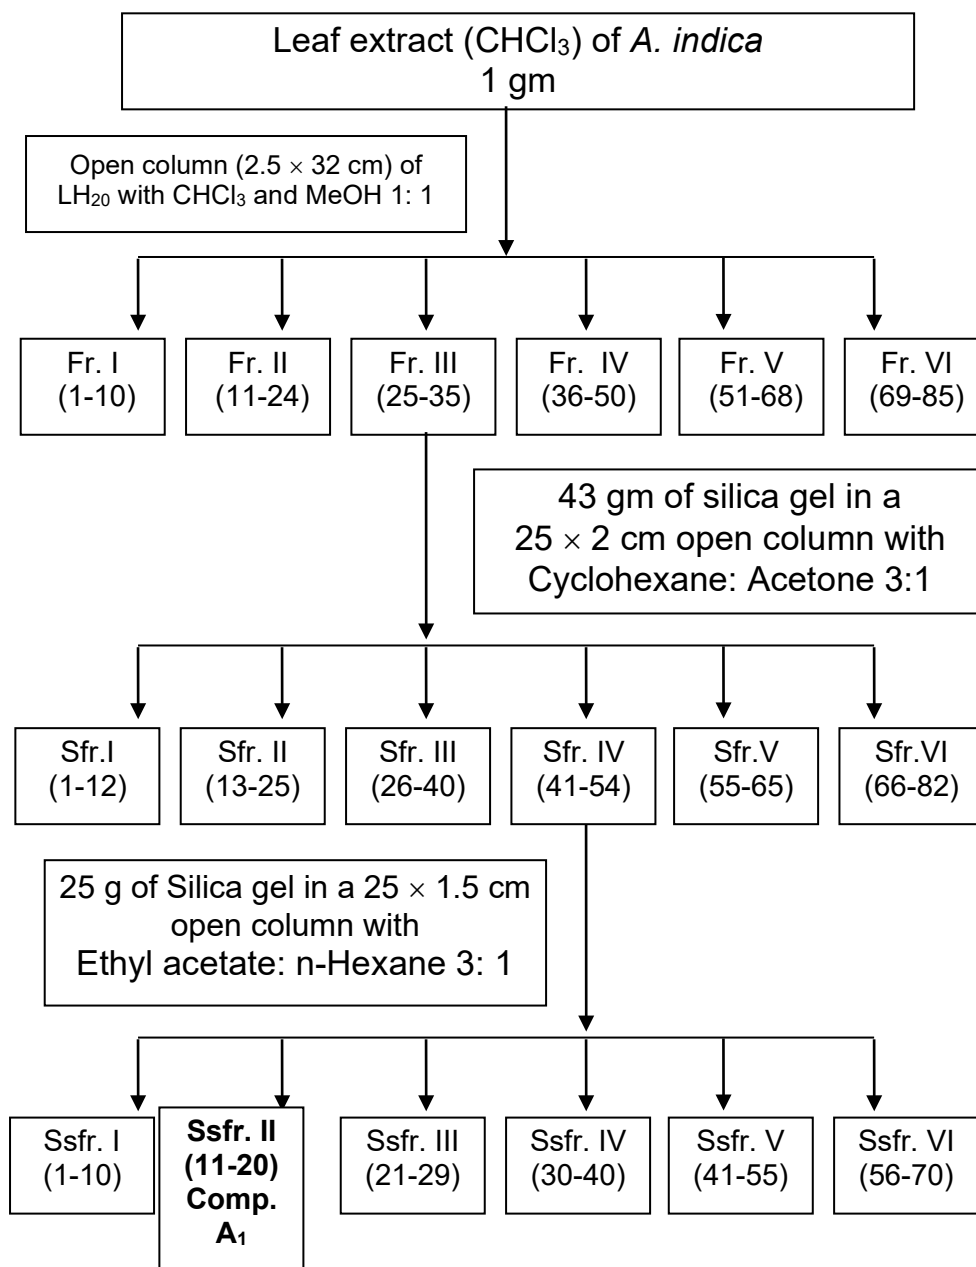 Leaf extract (CHCl₃) of A. indica
1 gm
Open column (2.5 × 32 cm) of
LH₂₀ with CHCl₃ and MeOH 1: 1
Fr. I
(1-10)
Fr. II
(11-24)
Fr. III
(25-35)
Fr. IV
(36-50)
Fr. V
(51-68)
Fr. VI
(69-85)
43 gm of silica gel in a
25 × 2 cm open column with
Cyclohexane: Acetone 3:1
Sfr.I
(1-12)
Sfr. II
(13-25)
Sfr. III
(26-40)
Sfr. IV
(41-54)
Sfr.V
(55-65)
Sfr.VI
(66-82)
25 g of Silica gel in a 25 × 1.5 cm
open column with
Ethyl acetate: n-Hexane 3: 1
Ssfr. I
(1-10)
Ssfr. II
(11-20)
Comp.
A₁
Ssfr. III
(21-29)
Ssfr. IV
(30-40)
Ssfr. V
(41-55)
Ssfr. VI
(56-70)